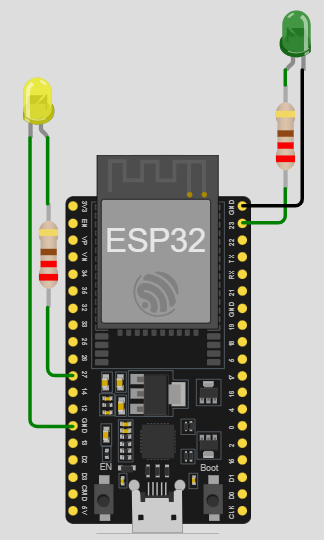 ESP32
3V3
EN
VP
VN
34
35
32
33
25
26
27
14
12
GND
13
D2
D3
CMD
5V
GND
23
22
TX
RX
21
GND
19
18
5
17
16
4
0
2
15
D1
D0
CLK
EN
Boot